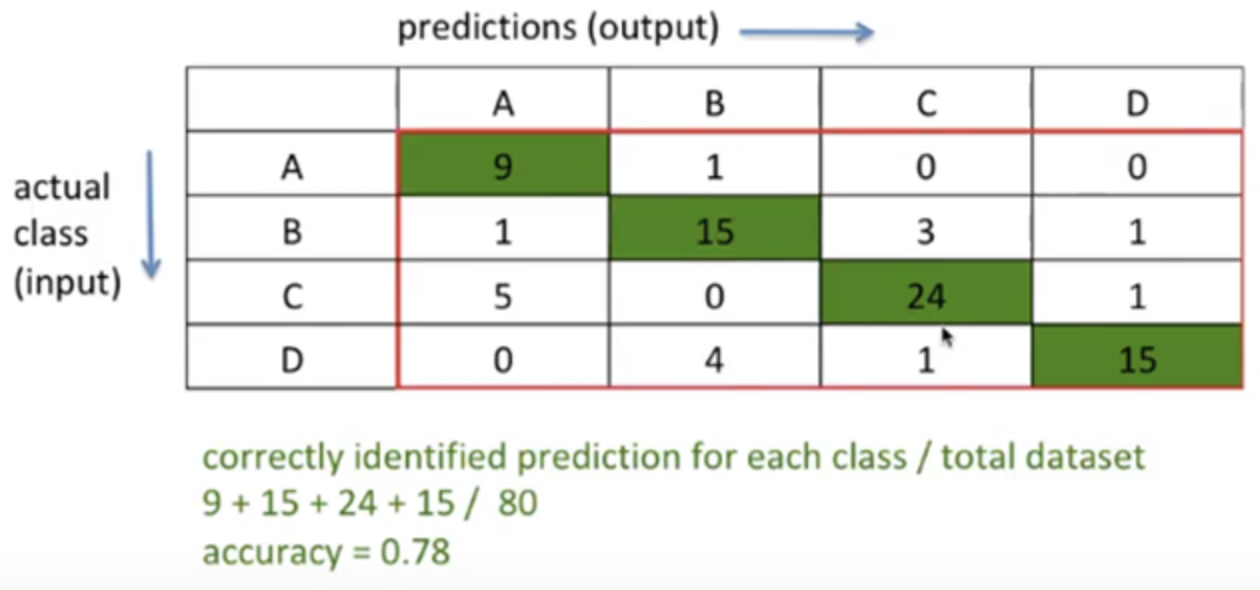 predictions (output)
A B C D
A 9 1 0 0
actual
B 1 15 3 1
class
(input)
C 5 0 24 1
D 0 4 1 15
correctly identified prediction for each class / total dataset
9 + 15 + 24 + 15 / 80
accuracy = 0.78